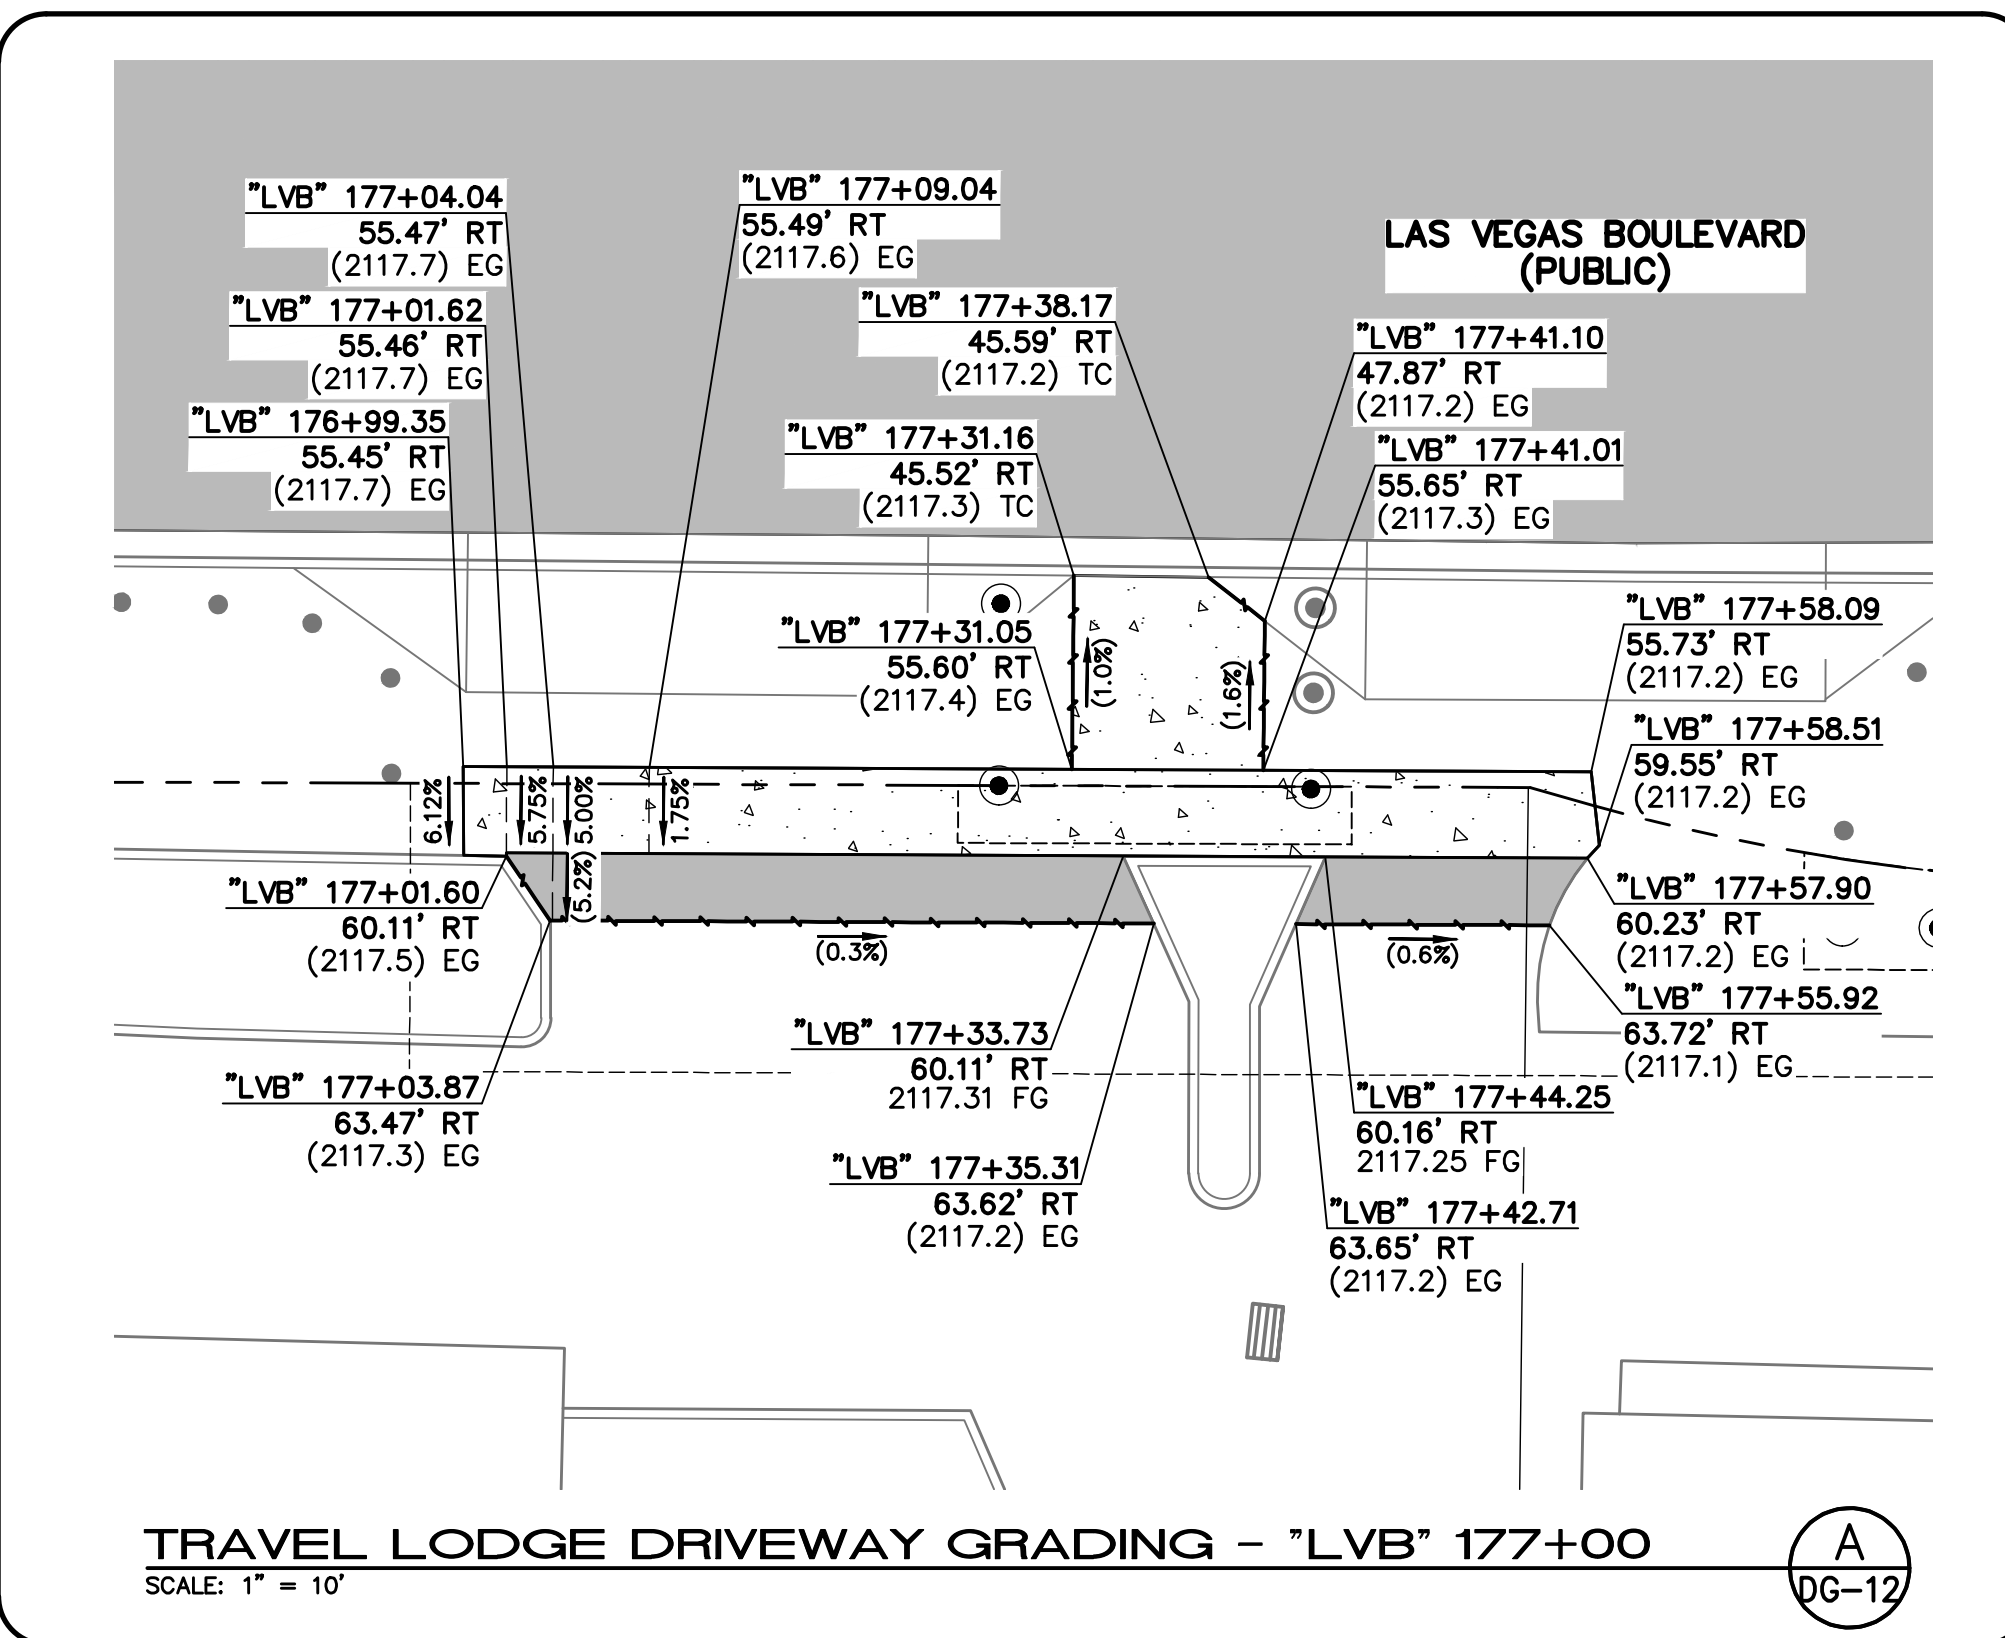 "LVB" 177+04.04
55.47' RT
(2117.7) EG
"LVB" 177+01.62
55.46' RT
(2117.7) EG
"LVB" 176+99.35
55.45' RT
(2117.7) EG
"LVB" 177+09.04
55.49' RT
(2117.6) EG
"LVB" 177+38.17
45.59' RT
(2117.2) TC
"LVB" 177+31.16
45.52' RT
(2117.3) TC
LAS VEGAS BOULEVARD
(PUBLIC)
"LVB" 177+41.10
47.87' RT
(2117.2) EG
"LVB" 177+41.01
55.65' RT
(2117.3) EG
"LVB" 177+31.05
55.60' RT
(2117.4) EG
(1.0%)
(1.6%)
"LVB" 177+58.09
55.73' RT
(2117.2) EG
"LVB" 177+58.51
59.55' RT
(2117.2) EG
6.12%
5.75%
5.00%
1.75%
(5.2%)
"LVB" 177+01.60
60.11' RT
(2117.5) EG
(0.3%)
(0.6%)
"LVB" 177+57.90
60.23' RT
(2117.2) EG
"LVB" 177+55.92
63.72' RT
(2117.1) EG
"LVB" 177+03.87
63.47' RT
(2117.3) EG
"LVB" 177+33.73
60.11' RT
2117.31 FG
"LVB" 177+35.31
63.62' RT
(2117.2) EG
"LVB" 177+44.25
60.16' RT
2117.25 FG
"LVB" 177+42.71
63.65' RT
(2117.2) EG
TRAVEL LODGE DRIVEWAY GRADING - "LVB" 177+00
SCALE: 1" = 10'
A
DG-12